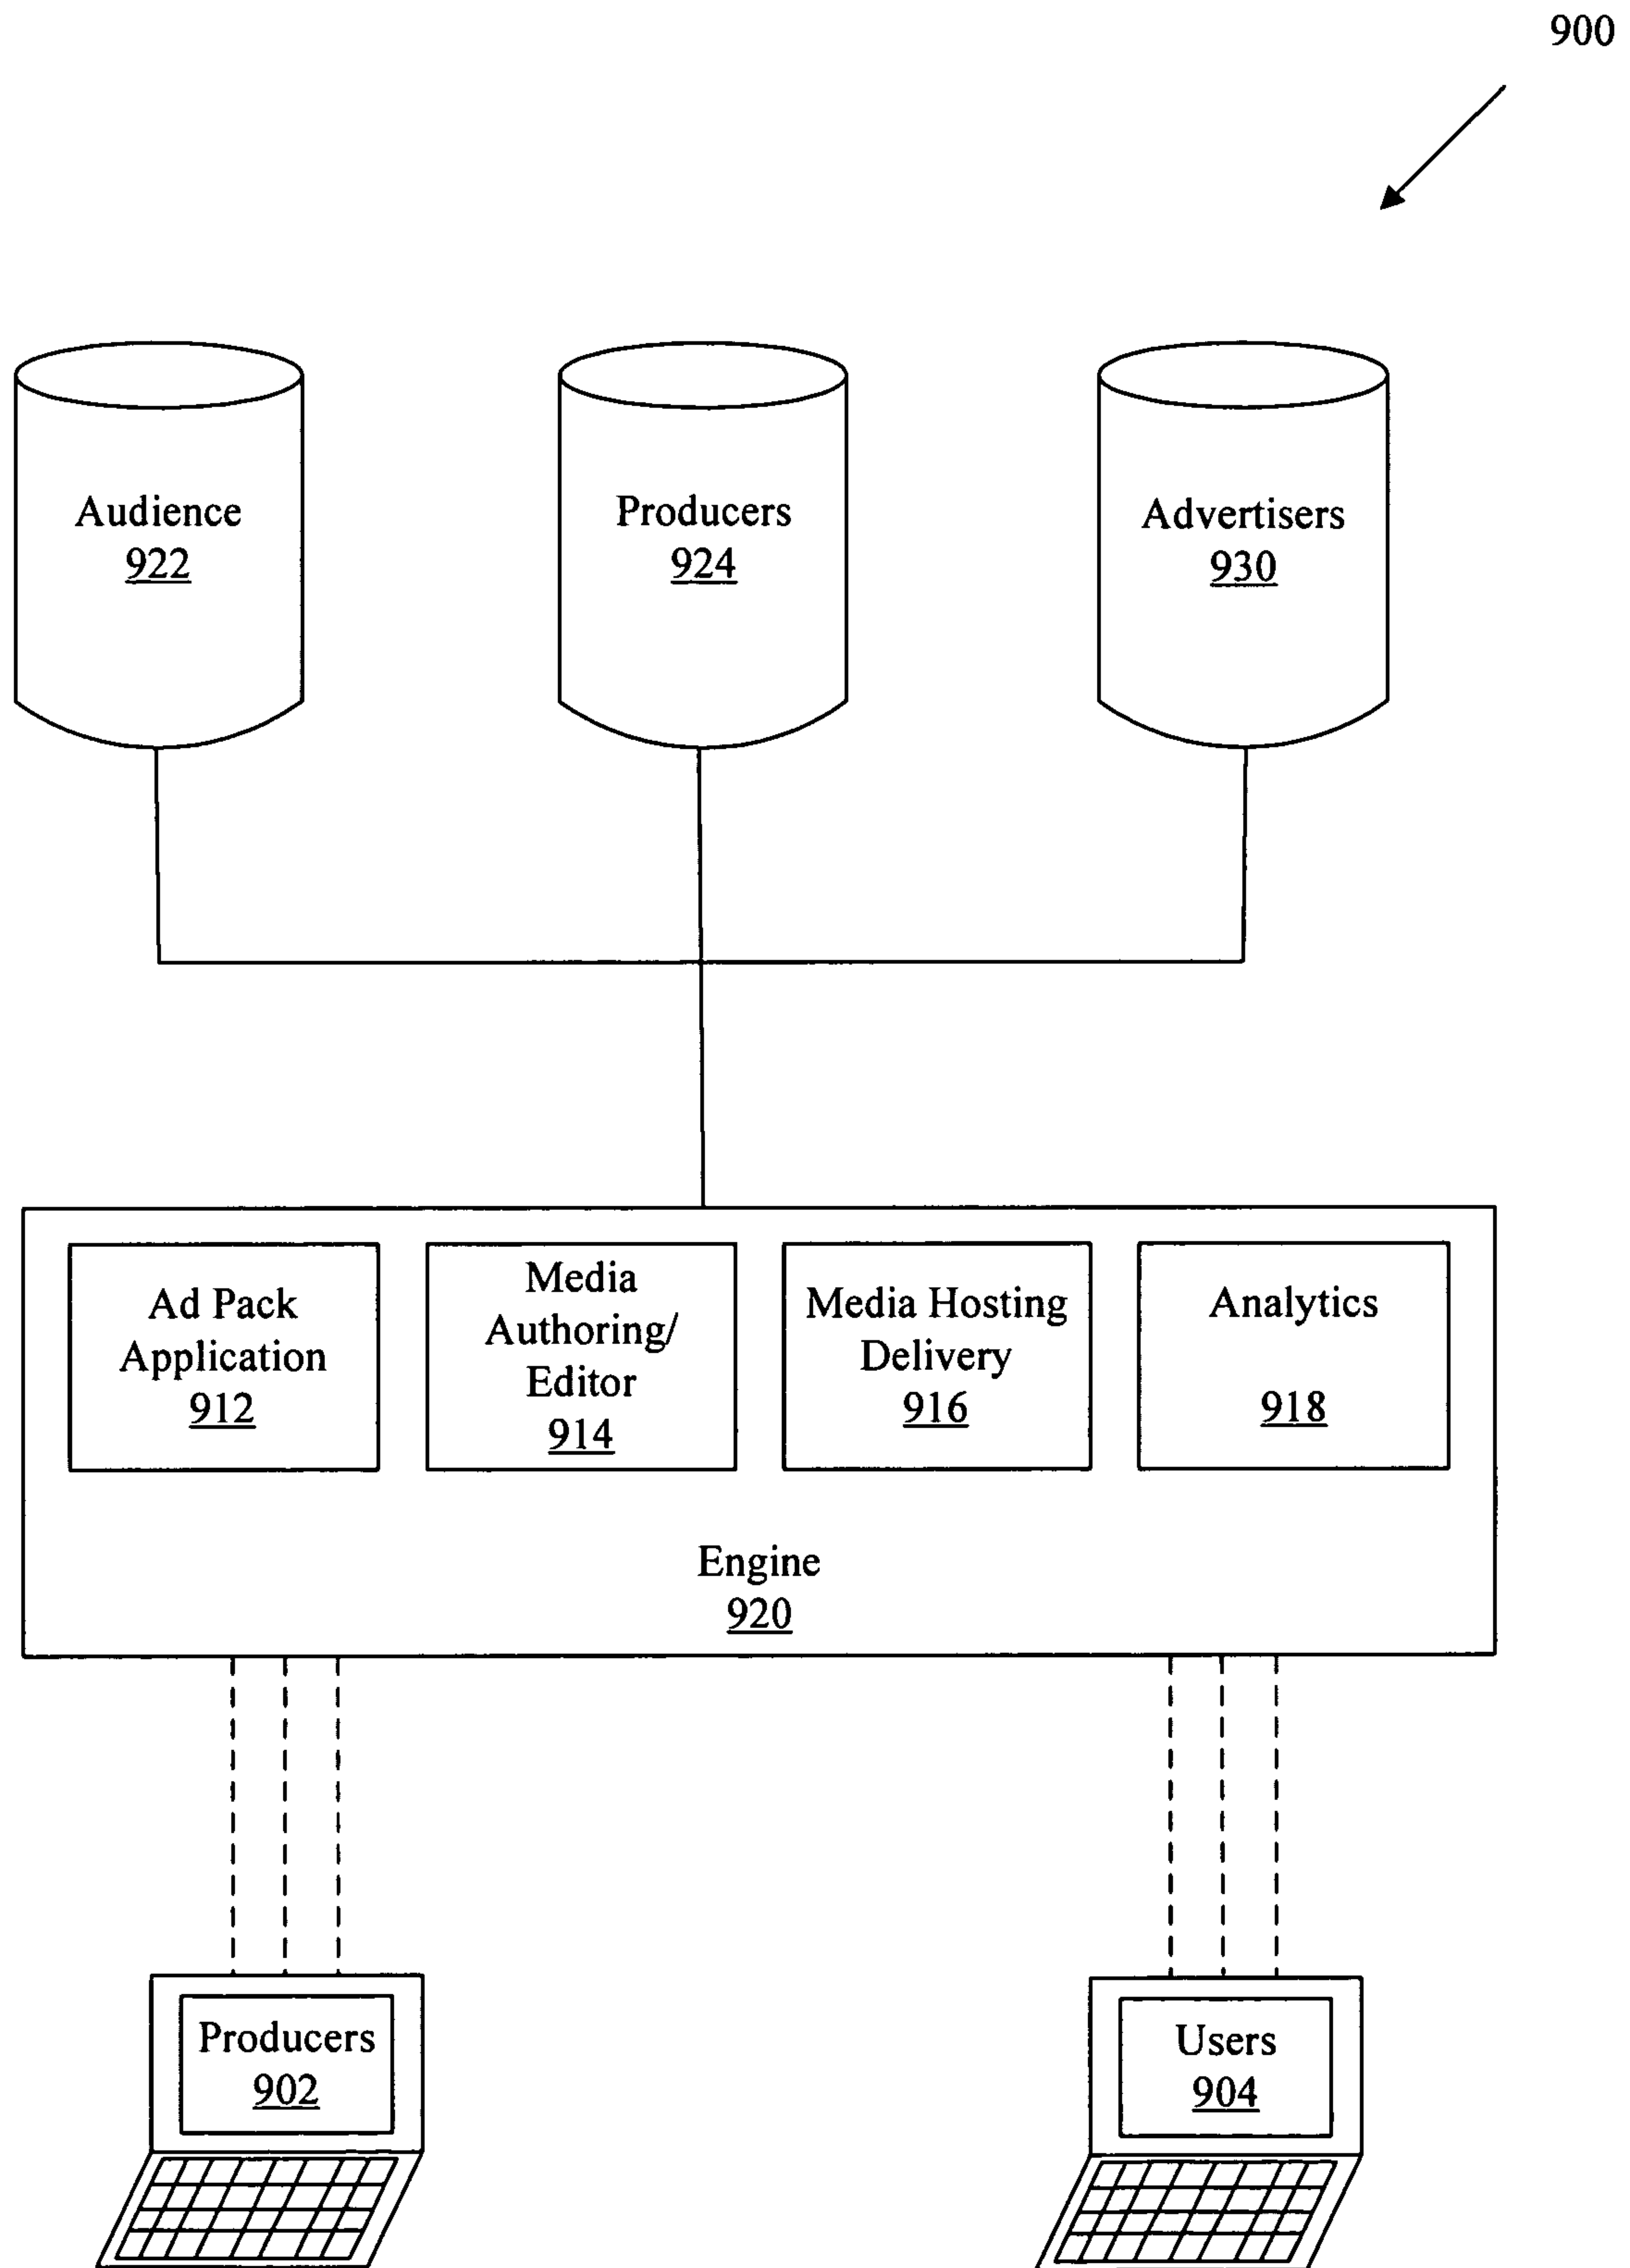 900
Audience
922
Producers
924
Advertisers
930
Ad Pack
Application
912
Media
Authoring/
Editor
914
Media Hosting
Delivery
916
Analytics
918
Engine
920
Producers
902
Users
904